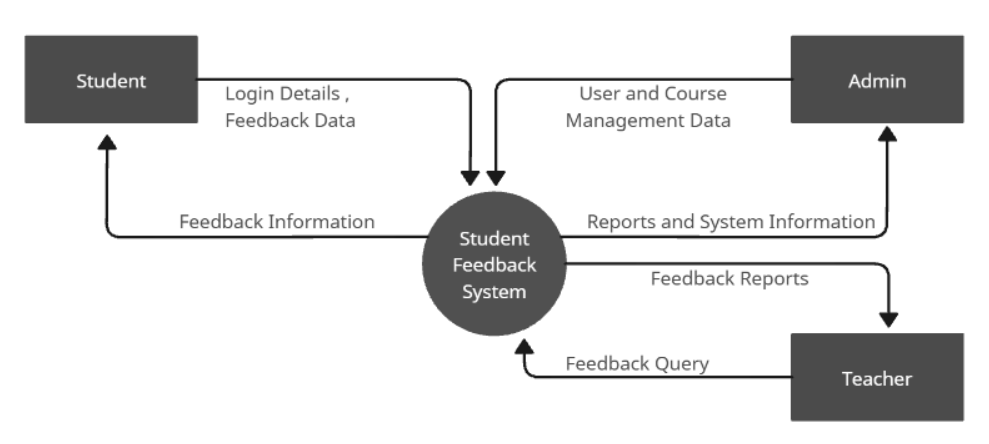 Student
Admin
Login Details ,
Feedback Data
User and Course
Management Data
Feedback Information
Reports and System Information
Student
Feedback
System
Feedback Reports
Feedback Query
Teacher